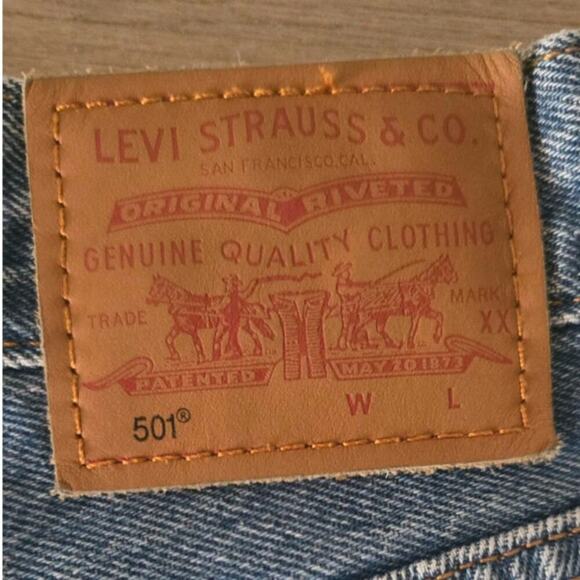 LEVI STRAUSS & CO.
SAN FRANCISCO, CAL.
ORIGINAL RIVETED
GENUINE QUALITY CLOTHING
TRADE MARK
XX
PATENTED MAY 20 1873
501® W L